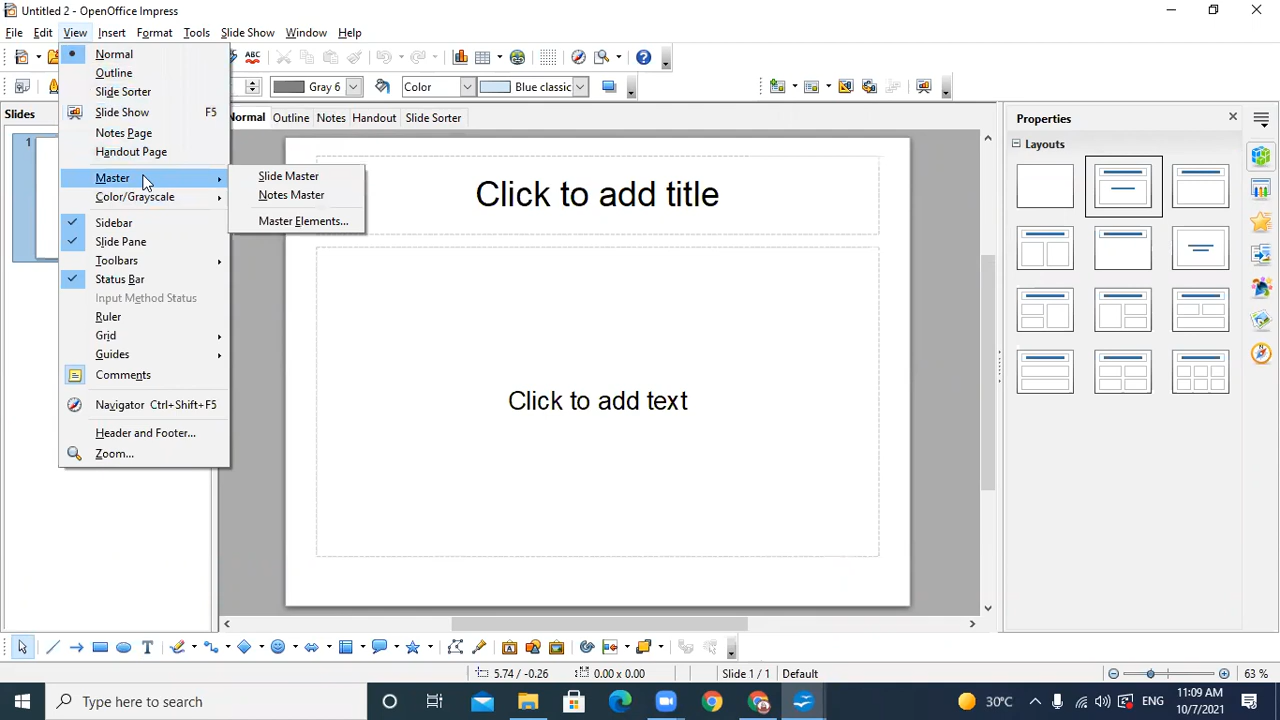 Untitled 2 - OpenOffice Impress
File Edit View Insert Format Tools Slide Show Window Help
Gray 6 Color Blue classic
Normal
Outline
Slide Sorter
Slide Show F5
Notes Page
Handout Page
Master
Color/Grayscale
Sidebar
Slide Pane
Toolbars
Status Bar
Input Method Status
Ruler
Grid
Guides
Comments
Navigator Ctrl+Shift+F5
Header and Footer...
Zoom...
Slide Master
Notes Master
Master Elements...
Slides
1
Outline Notes Handout Slide Sorter
Click to add title
Click to add text
Properties
Layouts
5.74 / -0.26 0.00 x 0.00 Slide 1 / 1 Default 63 %
Type here to search
30°C ENG
11:09 AM
10/7/2021